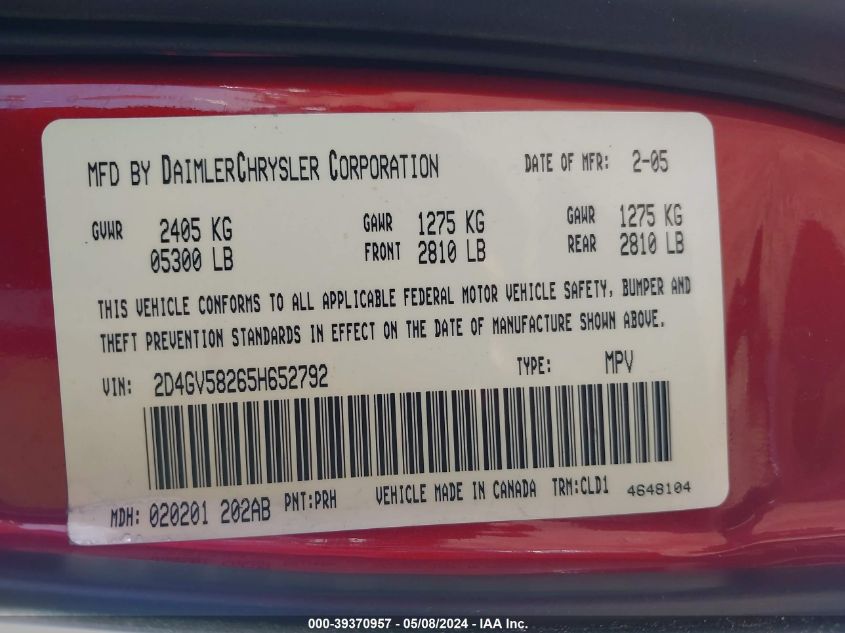 MFD BY DAIMLERCHRYSLER CORPORATION DATE OF MFR: 2-05
GVWR 2405 KG GAWR 1275 KG GAWR 1275 KG
05300 LB FRONT 2810 LB REAR 2810 LB
THIS VEHICLE CONFORMS TO ALL APPLICABLE FEDERAL MOTOR VEHICLE SAFETY, BUMPER AND
THEFT PREVENTION STANDARDS IN EFFECT ON THE DATE OF MANUFACTURE SHOWN ABOVE.
VIN: 2D4GV58265H652792 TYPE: MPV
MDH: 020201 202AB PNT:PRH VEHICLE MADE IN CANADA TRM:CLD1 4648104
000-39370957 - 05/08/2024 - IAA Inc.